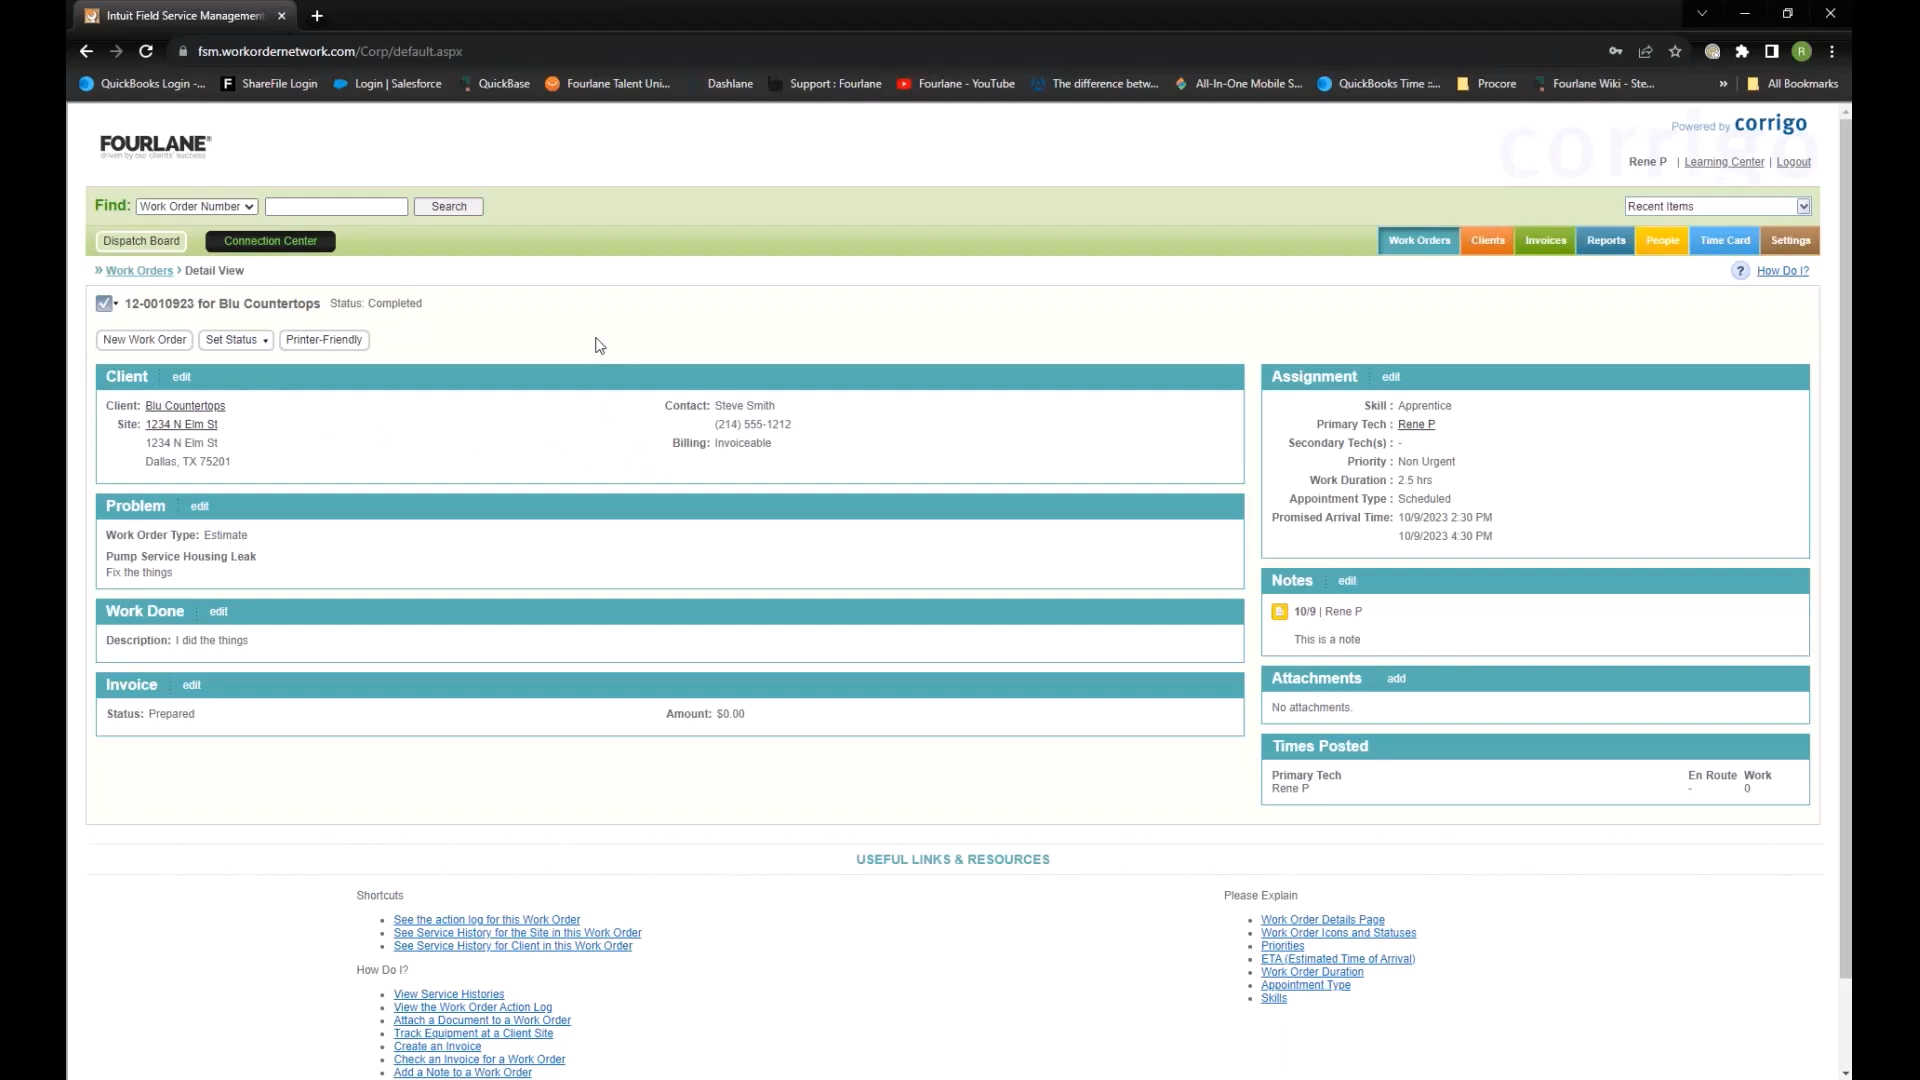 Intuit Field Service Management
fsm.workordernetwork.com/Corp/default.aspx
R
QuickBooks Login -... ShareFile Login Login | Salesforce QuickBase Fourlane Talent Uni... Dashlane Support : Fourlane Fourlane - YouTube The difference betw... All-In-One Mobile S... QuickBooks Time ::... Procore Fourlane Wiki - Ste... » All Bookmarks
FOURLANE®
driven by our clients' success
Powered by corrigo
corrigo
Rene P | Learning Center | Logout
Find: Work Order Number Search Recent Items
Dispatch Board Connection Center Work Orders Clients Invoices Reports People Time Card Settings
» Work Orders › Detail View ? How Do I?
12-0010923 for Blu Countertops Status: Completed
New Work Order Set Status Printer-Friendly
Client edit
Client: Blu Countertops
Site: 1234 N Elm St
1234 N Elm St
Dallas, TX 75201
Contact: Steve Smith
(214) 555-1212
Billing: Invoiceable
Problem edit
Work Order Type: Estimate
Pump Service Housing Leak
Fix the things
Work Done edit
Description: I did the things
Invoice edit
Status: Prepared Amount: $0.00
Assignment edit
Skill : Apprentice
Primary Tech : Rene P
Secondary Tech(s) : -
Priority : Non Urgent
Work Duration : 2.5 hrs
Appointment Type : Scheduled
Promised Arrival Time: 10/9/2023 2:30 PM
10/9/2023 4:30 PM
Notes edit
10/9 | Rene P
This is a note
Attachments add
No attachments.
Times Posted
Primary Tech En Route Work
Rene P - 0
USEFUL LINKS & RESOURCES
Shortcuts
See the action log for this Work Order
See Service History for the Site in this Work Order
See Service History for Client in this Work Order
How Do I?
View Service Histories
View the Work Order Action Log
Attach a Document to a Work Order
Track Equipment at a Client Site
Create an Invoice
Check an Invoice for a Work Order
Add a Note to a Work Order
Please Explain
Work Order Details Page
Work Order Icons and Statuses
Priorities
ETA (Estimated Time of Arrival)
Work Order Duration
Appointment Type
Skills